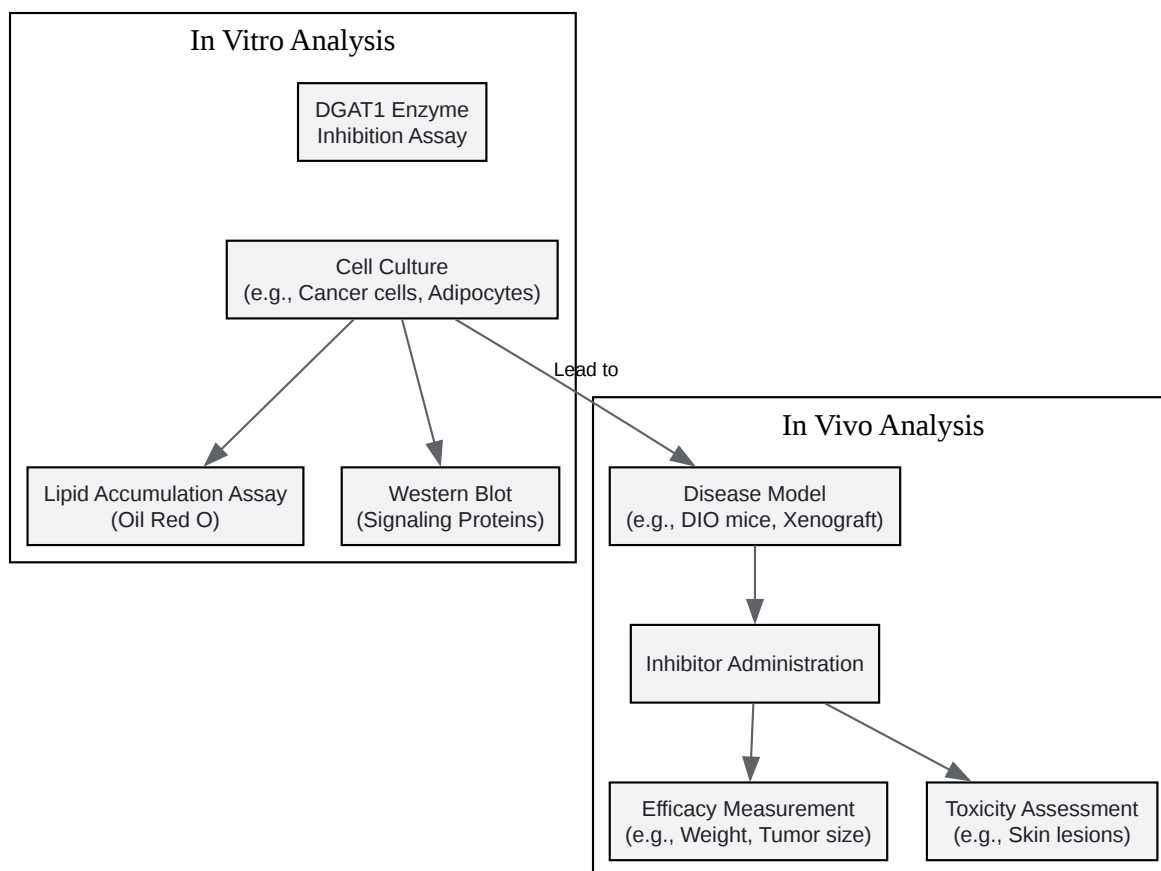 In Vitro Analysis
DGAT1 Enzyme
Inhibition Assay
Cell Culture
(e.g., Cancer cells, Adipocytes)
Lead to
In Vivo Analysis
Lipid Accumulation Assay
(Oil Red O)
Western Blot
(Signaling Proteins)
Disease Model
(e.g., DIO mice, Xenograft)
Inhibitor Administration
Efficacy Measurement
(e.g., Weight, Tumor size)
Toxicity Assessment
(e.g., Skin lesions)